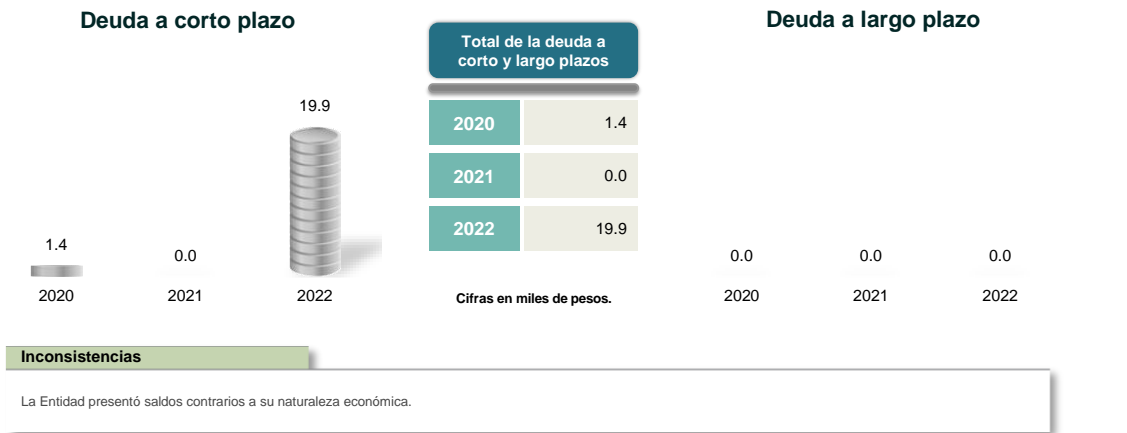 Deuda a corto plazo
19.9
1.4
0.0
2020
2021
2022
Total de la deuda a
corto y largo plazos
2020 1.4
2021 0.0
2022 19.9
Cifras en miles de pesos.
Deuda a largo plazo
0.0
0.0
0.0
2020
2021
2022
Inconsistencias
La Entidad presentó saldos contrarios a su naturaleza económica.